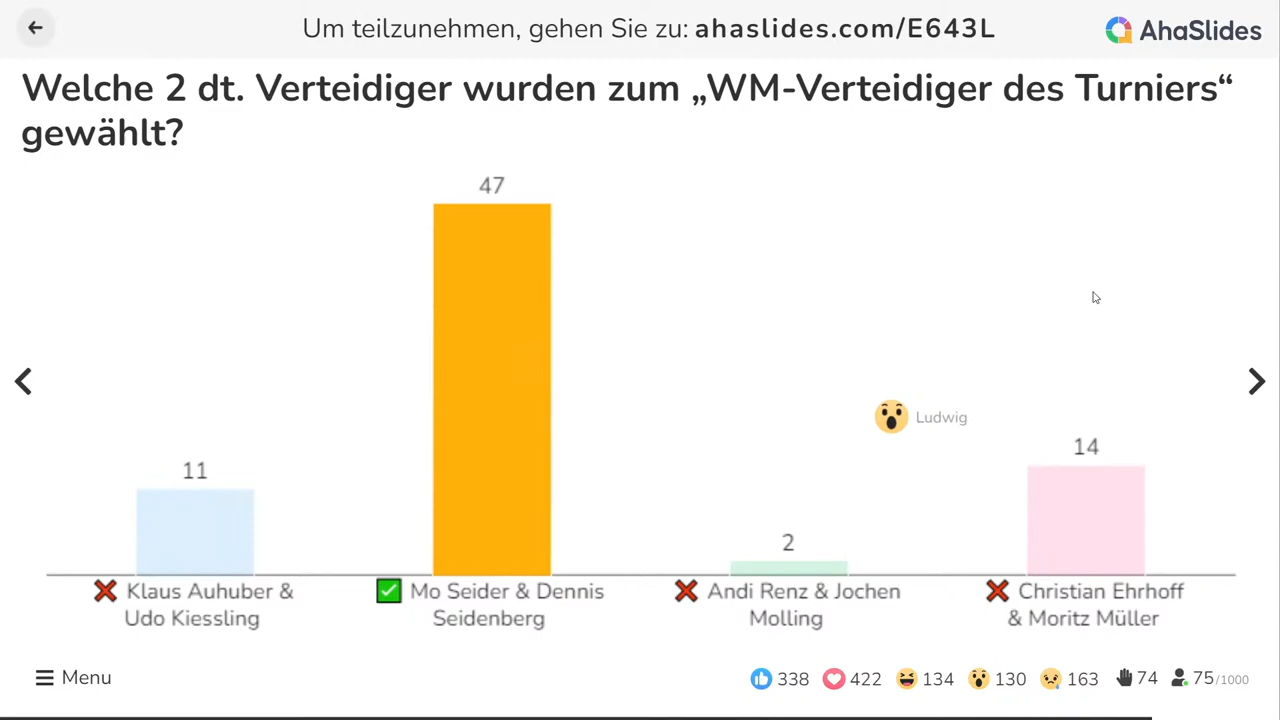 Um teilzunehmen, gehen Sie zu: ahaslides.com/E643L
AhaSlides
Welche 2 dt. Verteidiger wurden zum „WM-Verteidiger des Turniers“
gewählt?
47
Ludwig
14
11
2
❌ Klaus Auhuber &
Udo Kiessling
✅ Mo Seider & Dennis
Seidenberg
❌ Andi Renz & Jochen
Molling
❌ Christian Ehrhoff
& Moritz Müller
Menu
338 422 134 130 163 74 75/1000